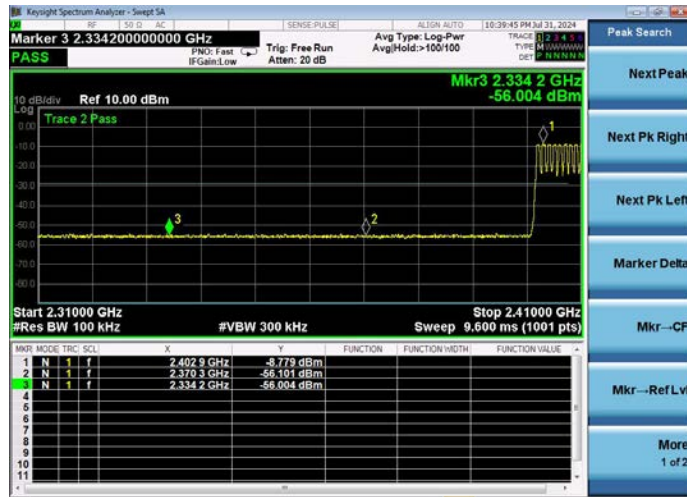 Keysight Spectrum Analyzer - Swept SA
RF 50 Ω AC SENSE:PULSE ALIGN AUTO 10:39:45 PM Jul 31, 2024
Marker 3 2.334200000000 GHz
PASS
PNO: Fast
IFGain:Low
Trig: Free Run
Atten: 20 dB
Avg Type: Log-Pwr
Avg|Hold:>100/100
TRACE 1 2 3 4 5 6
TYPE M WWWWW
DET P N N N N N
Mkr3 2.334 2 GHz
-56.004 dBm
10 dB/div Ref 10.00 dBm
Log
Trace 2 Pass
0.00
-10.0
-20.0
-30.0
-40.0
-50.0
-60.0
-70.0
-80.0
1
2
3
Start 2.31000 GHz Stop 2.41000 GHz
#Res BW 100 kHz #VBW 300 kHz Sweep 9.600 ms (1001 pts)
MKR MODE TRC SCL X Y FUNCTION FUNCTION WIDTH FUNCTION VALUE
1 N 1 f 2.402 9 GHz -8.779 dBm
2 N 1 f 2.370 3 GHz -56.101 dBm
3 N 1 f 2.334 2 GHz -56.004 dBm
4
5
6
7
8
9
10
11
Peak Search
Next Peak
Next Pk Right
Next Pk Left
Marker Delta
Mkr→CF
Mkr→Ref Lvl
More
1 of 2